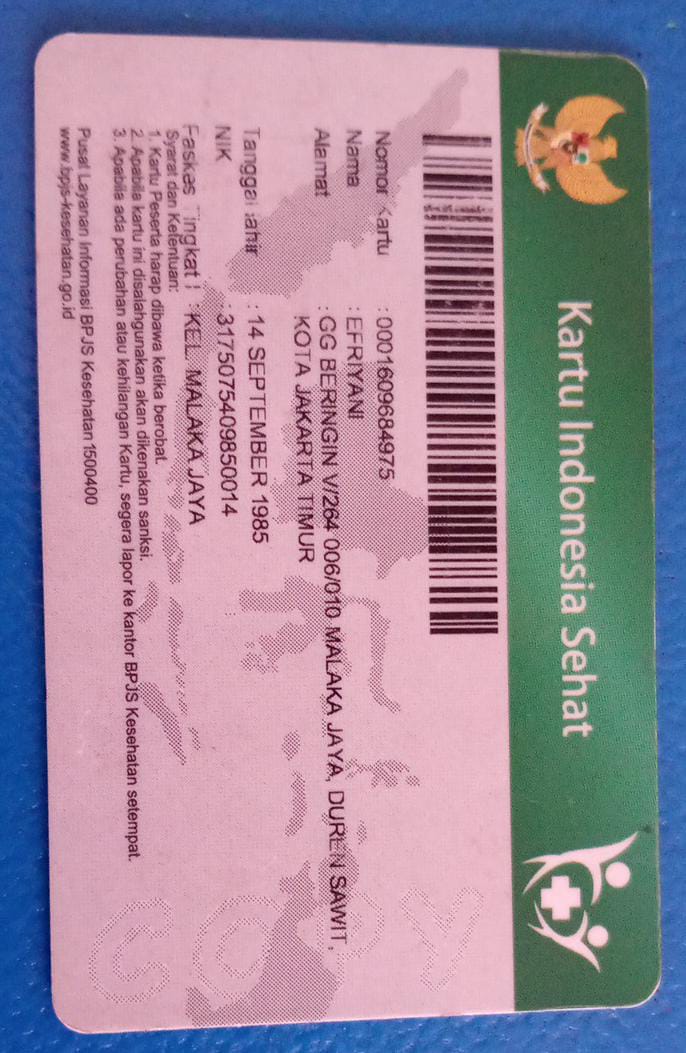 Kartu Indonesia Sehat
Nomor Kartu : 0001609684975
Nama : EFRIYANI
Alamat : GG BERINGIN V/264 006/010 MALAKA JAYA, DUREN SAWIT,
KOTA JAKARTA TIMUR
Tanggal Lahir : 14 SEPTEMBER 1985
NIK : 3175075409850014
Faskes Tingkat I : KEL. MALAKA JAYA
Syarat dan Ketentuan:
1. Kartu Peserta harap dibawa ketika berobat.
2. Apabila kartu ini disalahgunakan akan dikenakan sanksi.
3. Apabila ada perubahan atau kehilangan Kartu, segera lapor ke kantor BPJS Kesehatan setempat.
Pusat Layanan Informasi BPJS Kesehatan 1500400
www.bpjs-kesehatan.go.id